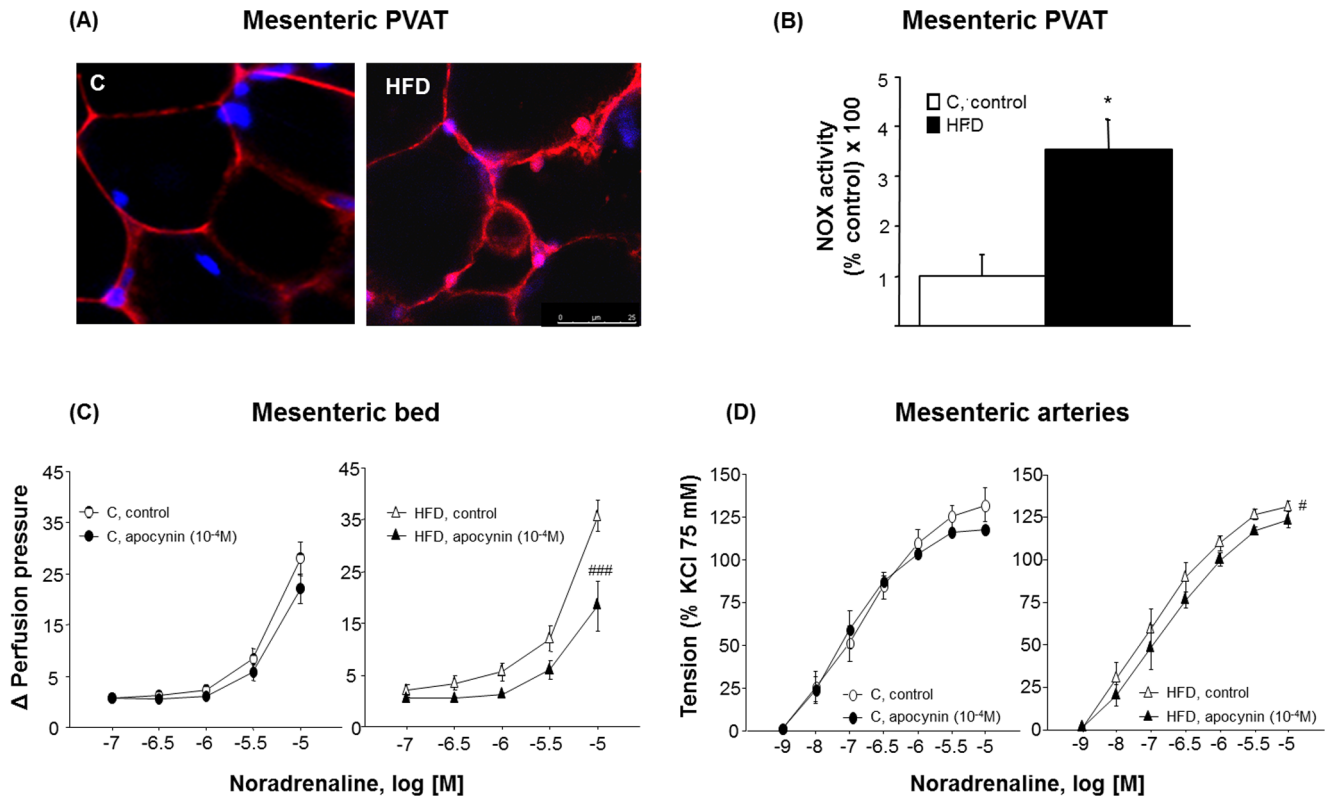 (A) Mesenteric PVAT
C
HFD
0 µm 25
(B) Mesenteric PVAT
NOX activity
(% control) x 100
5
4
3
2
1
C, control
HFD
*
(C) Mesenteric bed
Δ Perfusion pressure
45
35
25
15
5
0
C, control
C, apocynin (10-4M)
-7 -6.5 -6 -5.5 -5
45
35
25
15
5
0
HFD, control
HFD, apocynin (10-4M)
###
-7 -6.5 -6 -5.5 -5
Noradrenaline, log [M]
(D) Mesenteric arteries
Tension (% KCl 75 mM)
150
125
100
75
50
25
0
C, control
C, apocynin (10-4M)
-9 -8 -7 -6.5 -6 -5.5 -5
150
125
100
75
50
25
0
#
HFD, control
HFD, apocynin (10-4M)
-9 -8 -7 -6.5 -6 -5.5 -5
Noradrenaline, log [M]